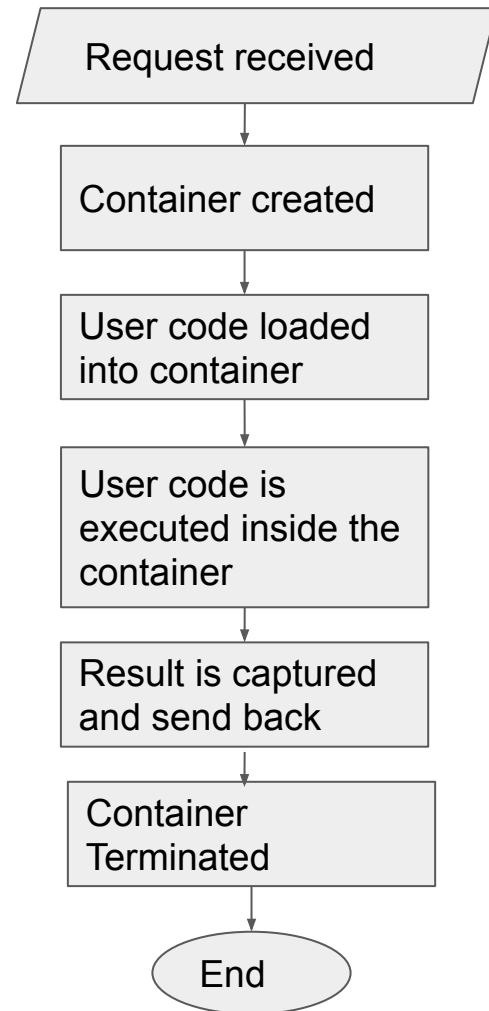 Request received
Container created
User code loaded
into container
User code is
executed inside the
container
Result is captured
and send back
Container
Terminated
End